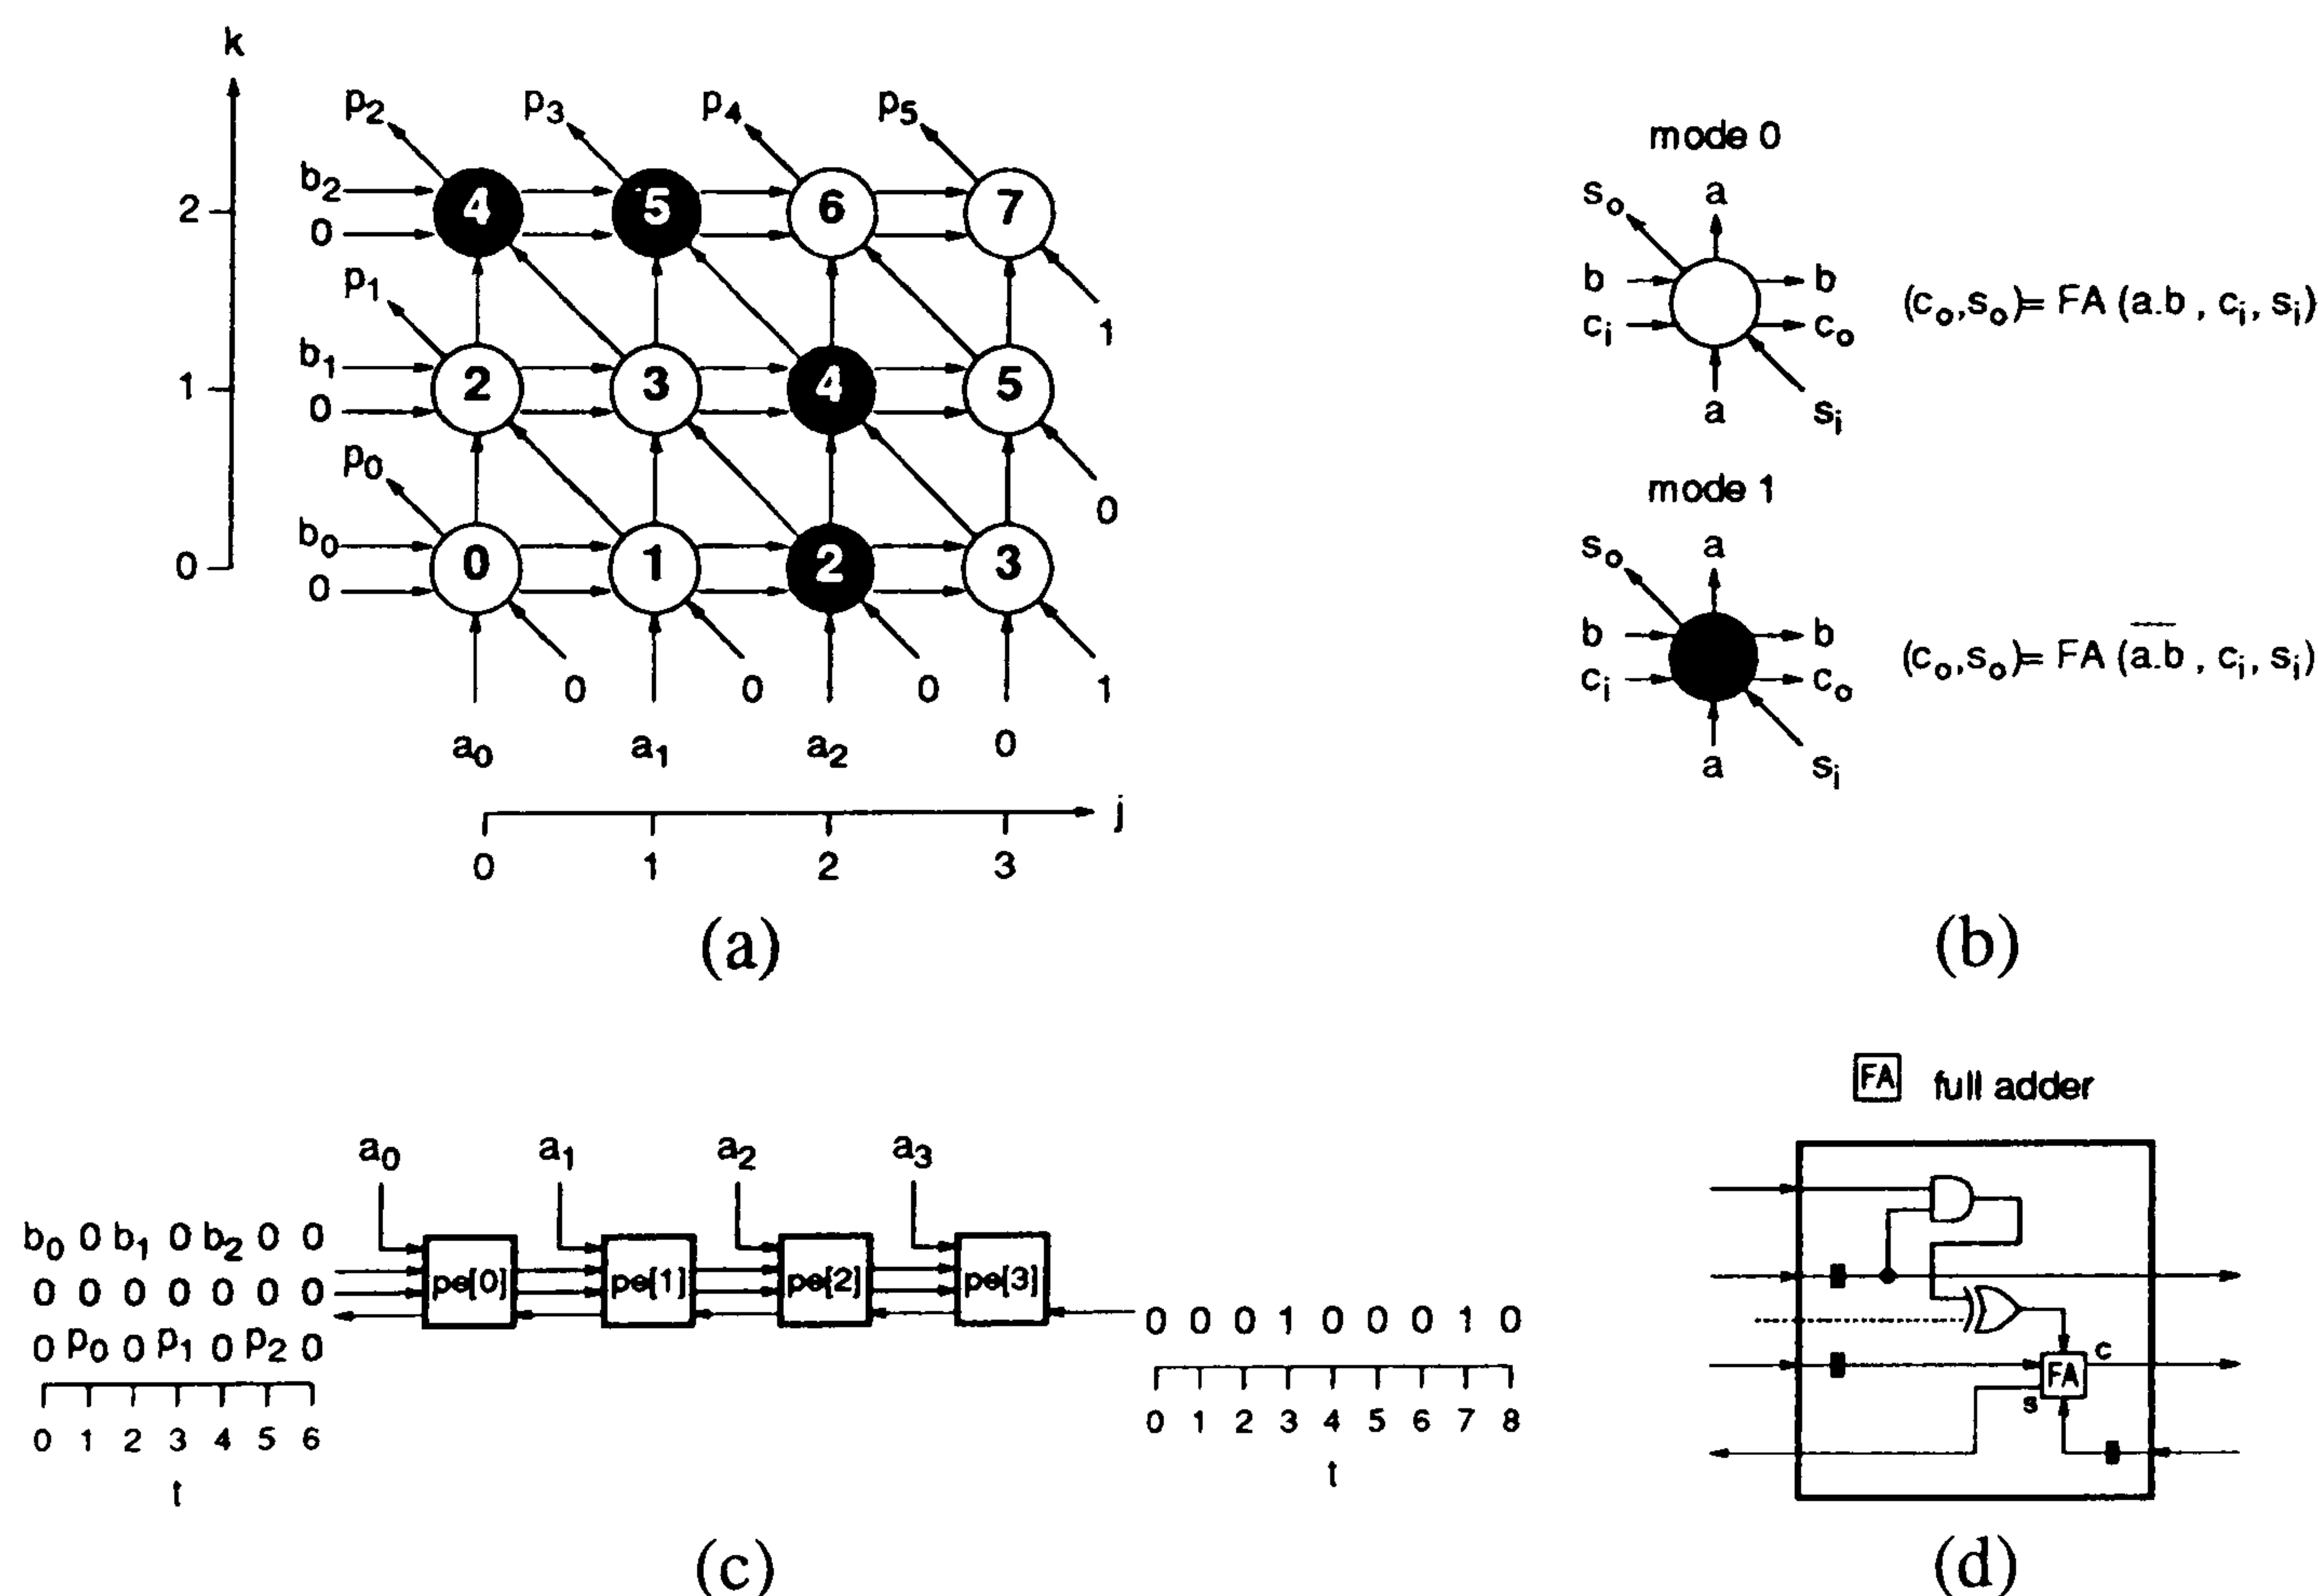 k
p2 p3 p4 p5
b2 4 5 6 7
2
0
p1 1
b1 2 3 4 5
1
0
p0 0
b0 0 1 2 3
0
0
0 0 0 1
a0 a1 a2 0
j
0 1 2 3
(a)
mode 0
so a
b b (co,so)= FA (a.b , ci, si)
ci co
a si
mode 1
so a
b b (co,so)= FA (a.b , ci, si)
ci co
a si
(b)
a0 a1 a2 a3
b0 0 b1 0 b2 0 0
pe[0] pe[1] pe[2] pe[3]
0 0 0 0 0 0 0
0 0 0 1 0 0 0 1 0
0 p0 0 p1 0 p2 0
0 1 2 3 4 5 6
t
0 1 2 3 4 5 6 7 8
t
(c)
FA full adder
c
FA
s
(d)